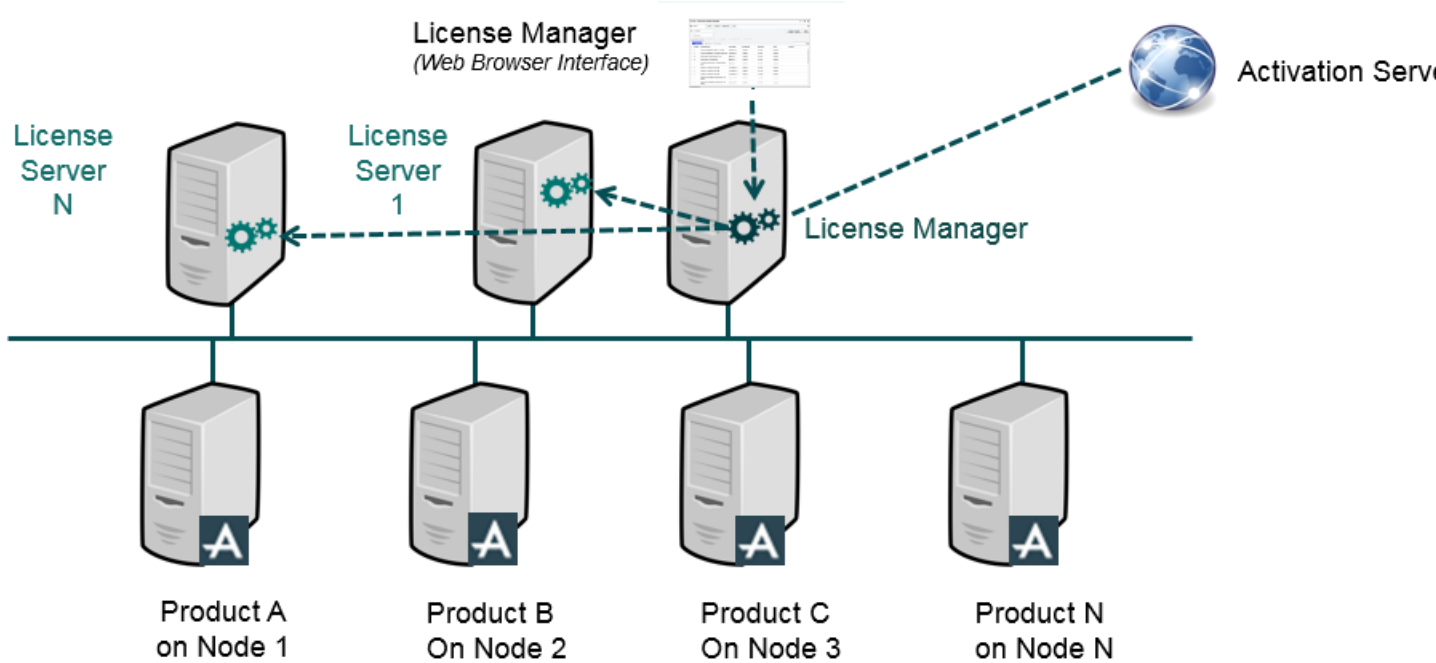 License Manager
(Web Browser Interface)
Activation Serve
License
Server
N
License
Server
1
License Manager
Product A
on Node 1
Product B
On Node 2
Product C
On Node 3
Product N
on Node N